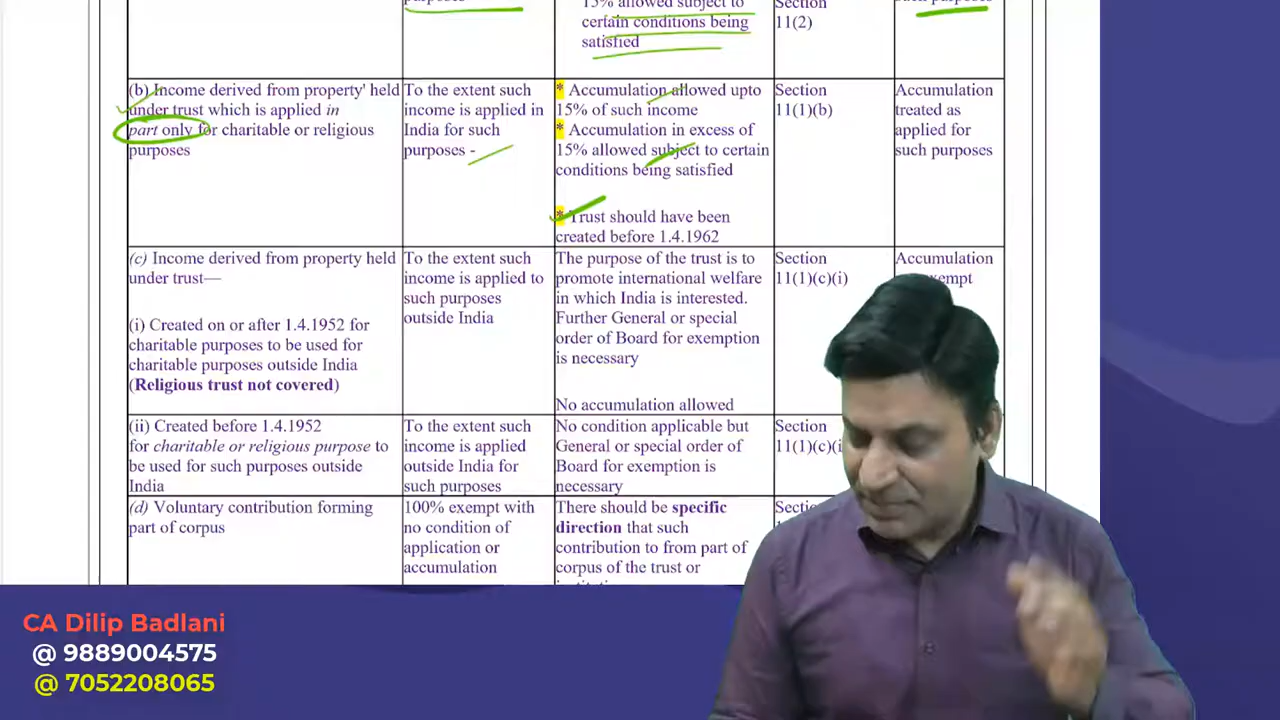 15% allowed subject to
certain conditions being
satisfied
Section
11(2)
such purposes
(b) Income derived from property' held
under trust which is applied in
part only for charitable or religious
purposes
To the extent such
income is applied in
India for such
purposes -
* Accumulation allowed upto
15% of such income
* Accumulation in excess of
15% allowed subject to certain
conditions being satisfied
* Trust should have been
created before 1.4.1962
Section
11(1)(b)
Accumulation
treated as
applied for
such purposes
(c) Income derived from property held
under trust—
(i) Created on or after 1.4.1952 for
charitable purposes to be used for
charitable purposes outside India
(Religious trust not covered)
To the extent such
income is applied to
such purposes
outside India
The purpose of the trust is to
promote international welfare
in which India is interested.
Further General or special
order of Board for exemption
is necessary
No accumulation allowed
Section
11(1)(c)(i)
Accumulation
exempt
(ii) Created before 1.4.1952
for charitable or religious purpose to
be used for such purposes outside
India
To the extent such
income is applied
outside India for
such purposes
No condition applicable but
General or special order of
Board for exemption is
necessary
Section
11(1)(c)(i
(d) Voluntary contribution forming
part of corpus
100% exempt with
no condition of
application or
accumulation
There should be specific
direction that such
contribution to from part of
corpus of the trust or
CA Dilip Badlani
@ 9889004575
@ 7052208065